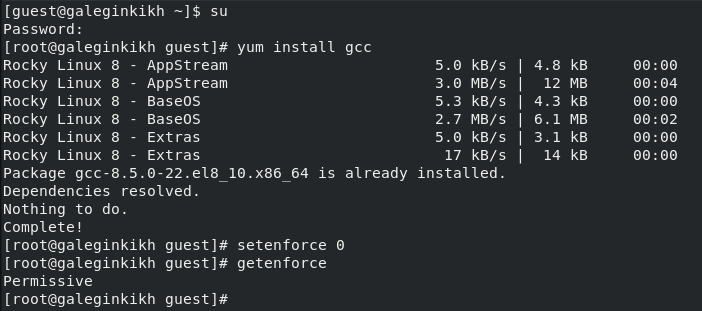 [guest@galeginkikh ~]$ su
Password:
[root@galeginkikh guest]# yum install gcc
Rocky Linux 8 - AppStream                       5.0 kB/s | 4.8 kB     00:00
Rocky Linux 8 - AppStream                       3.0 MB/s |  12 MB     00:04
Rocky Linux 8 - BaseOS                          5.3 kB/s | 4.3 kB     00:00
Rocky Linux 8 - BaseOS                          2.7 MB/s | 6.1 MB     00:02
Rocky Linux 8 - Extras                          5.0 kB/s | 3.1 kB     00:00
Rocky Linux 8 - Extras                           17 kB/s |  14 kB     00:00
Package gcc-8.5.0-22.el8_10.x86_64 is already installed.
Dependencies resolved.
Nothing to do.
Complete!
[root@galeginkikh guest]# setenforce 0
[root@galeginkikh guest]# getenforce
Permissive
[root@galeginkikh guest]#